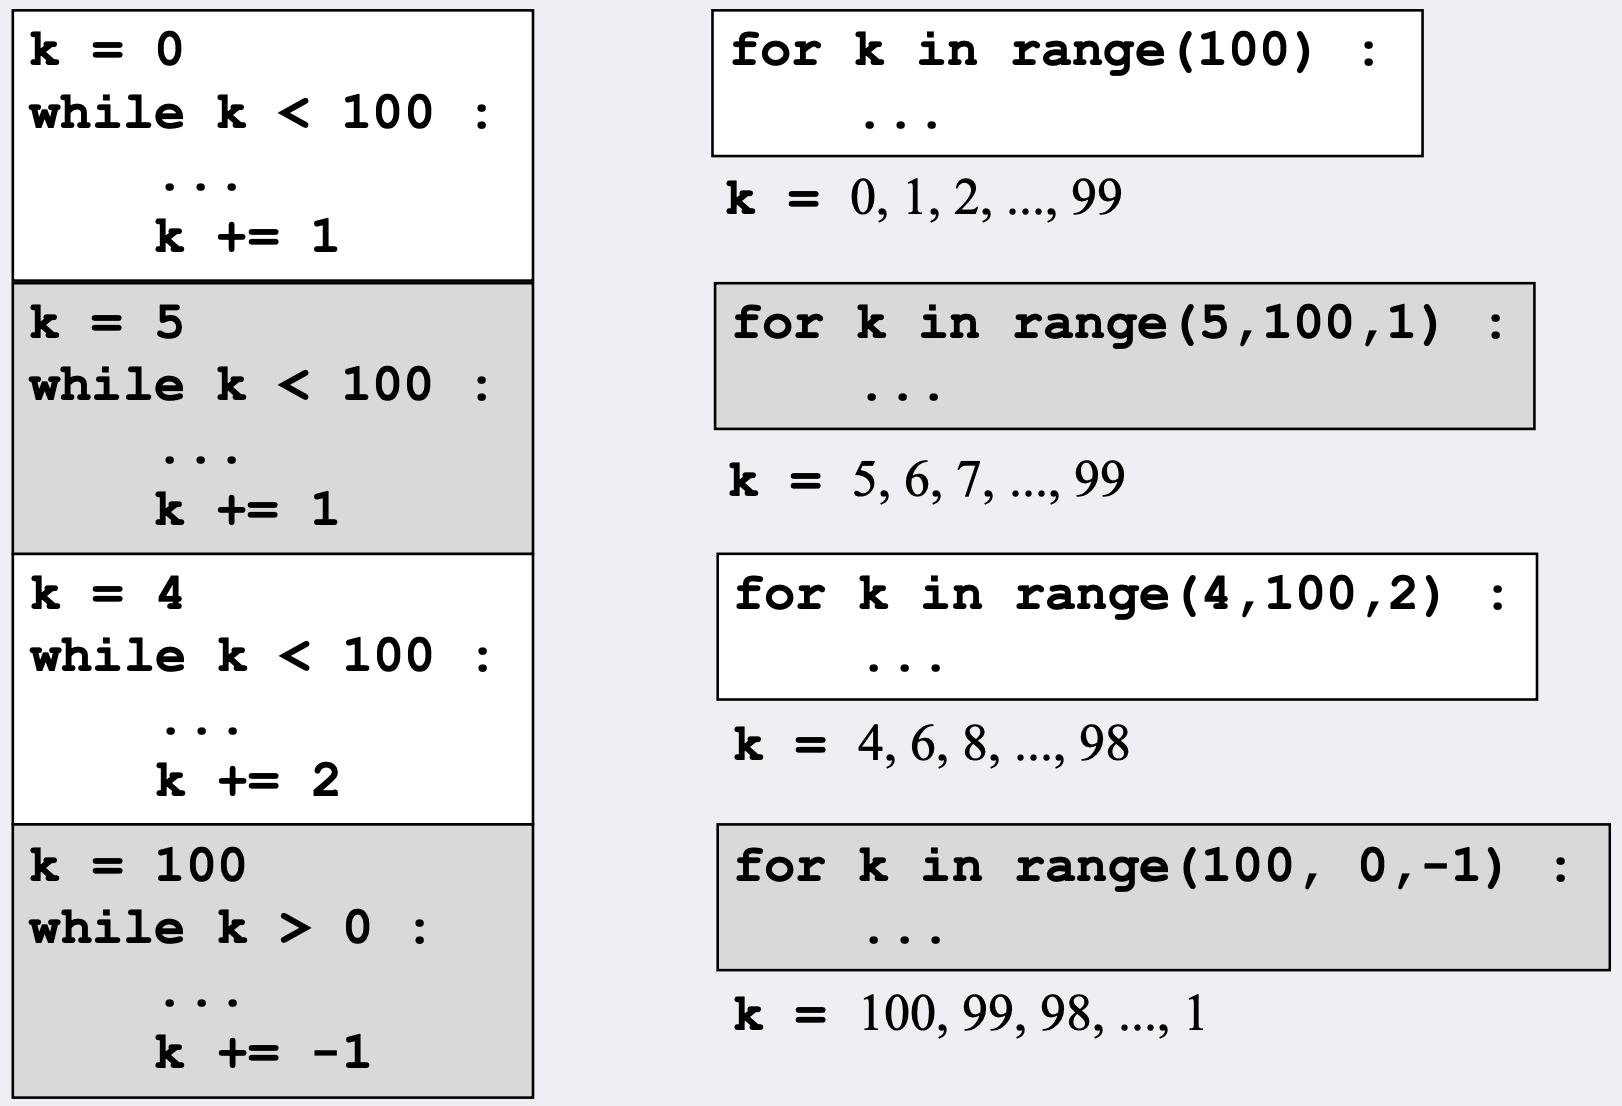 k = 0
while k < 100 :
...
k += 1
for k in range(100) :
...
k = 0, 1, 2, ..., 99
k = 5
while k < 100 :
...
k += 1
for k in range(5,100,1) :
...
k = 5, 6, 7, ..., 99
k = 4
while k < 100 :
...
k += 2
for k in range(4,100,2) :
...
k = 4, 6, 8, ..., 98
k = 100
while k > 0 :
...
k += -1
for k in range(100, 0,-1) :
...
k = 100, 99, 98, ..., 1